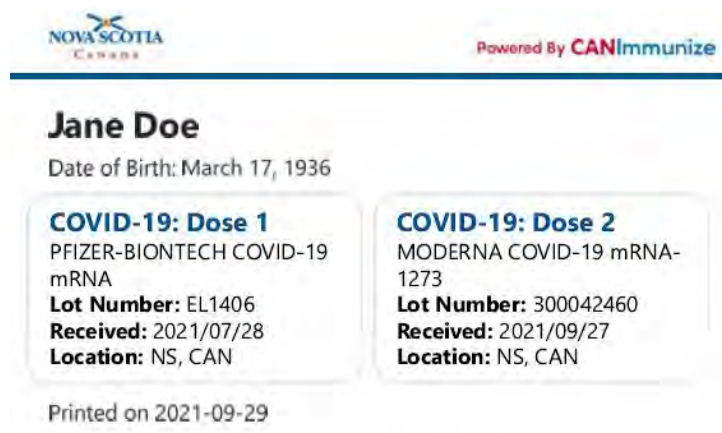 NOVA SCOTIA
Canada
Powered By CANImmunize
Jane Doe
Date of Birth: March 17, 1936
COVID-19: Dose 1
PFIZER-BIONTECH COVID-19
mRNA
Lot Number: EL1406
Received: 2021/07/28
Location: NS, CAN
COVID-19: Dose 2
MODERNA COVID-19 mRNA-
1273
Lot Number: 300042460
Received: 2021/09/27
Location: NS, CAN
Printed on 2021-09-29